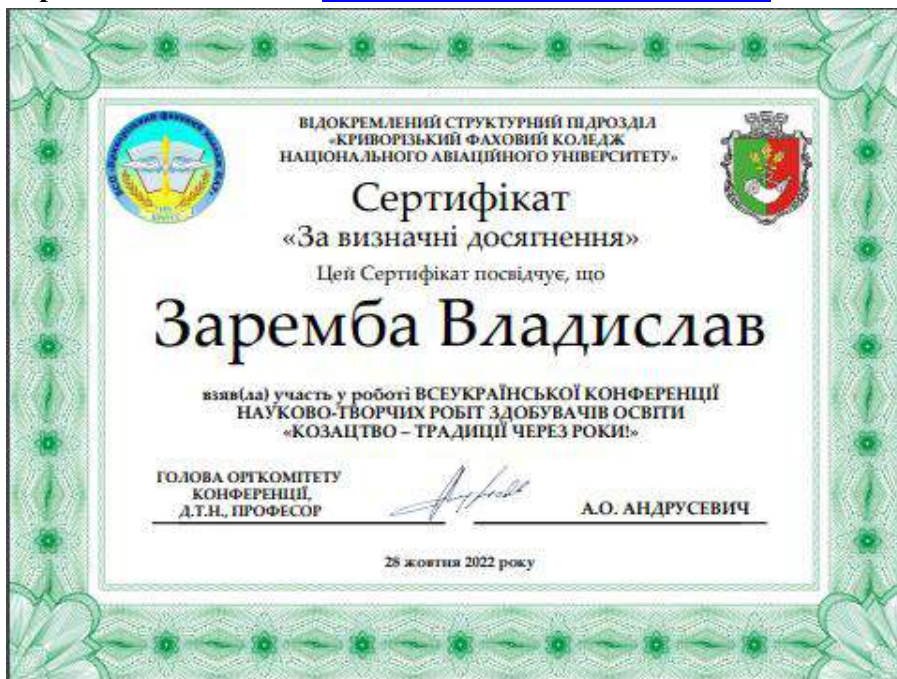 ВІДОКРЕМЛЕНИЙ СТРУКТУРНИЙ ПІДРОЗДІЛ
«КРИВОРІЗЬКИЙ ФАХОВИЙ КОЛЕДЖ
НАЦІОНАЛЬНОГО АВІАЦІЙНОГО УНІВЕРСИТЕТУ»
Сертифікат
«За визначні досягнення»
Цей Сертифікат посвідчує, що
Заремба Владислав
взяв(ла) участь у роботі ВСЕУКРАЇНСЬКОЇ КОНФЕРЕНЦІЇ
НАУКОВО-ТВОРЧИХ РОБІТ ЗДОБУВАЧІВ ОСВІТИ
«КОЗАЦТВО – ТРАДИЦІЇ ЧЕРЕЗ РОКИ!»
ГОЛОВА ОРГКОМІТЕТУ
КОНФЕРЕНЦІЇ,
Д.Т.Н., ПРОФЕСОР
А.О. АНДРУСЕВИЧ
28 жовтня 2022 року